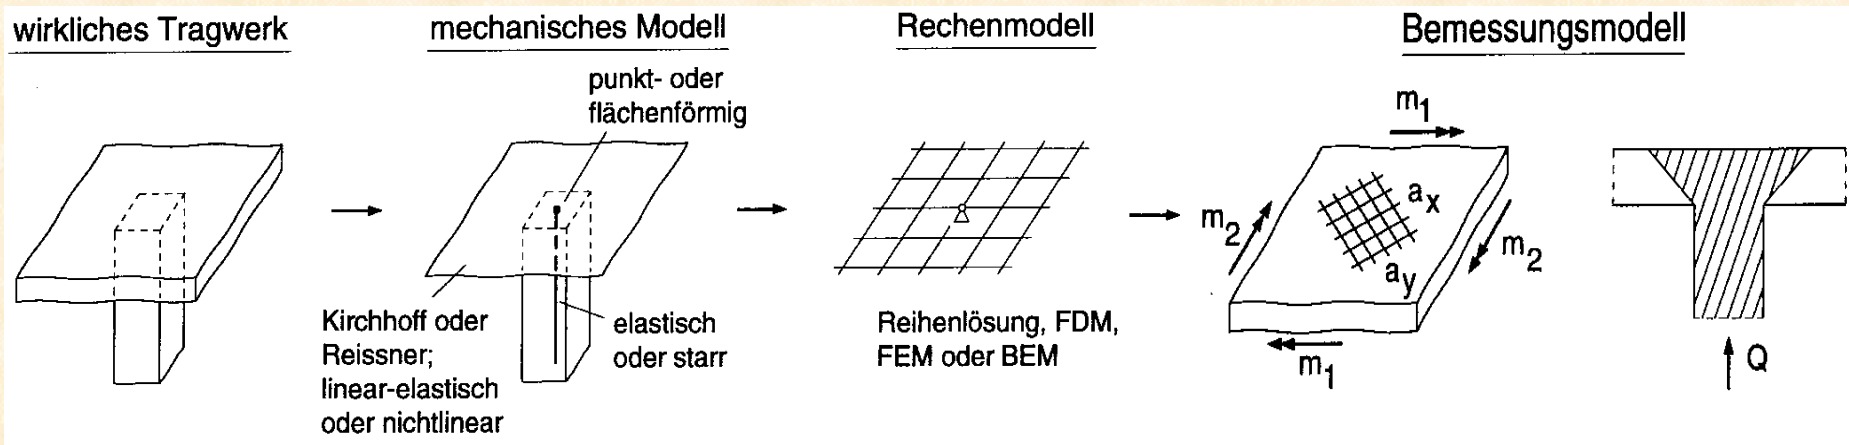 wirkliches Tragwerk
mechanisches Modell
punkt- oder
flächenförmig
Kirchhoff oder
Reissner;
linear-elastisch
oder nichtlinear
elastisch
oder starr
Rechenmodell
Reihenlösung, FDM,
FEM oder BEM
Bemessungsmodell
m1
m2
ax
ay
m2
m1
Q